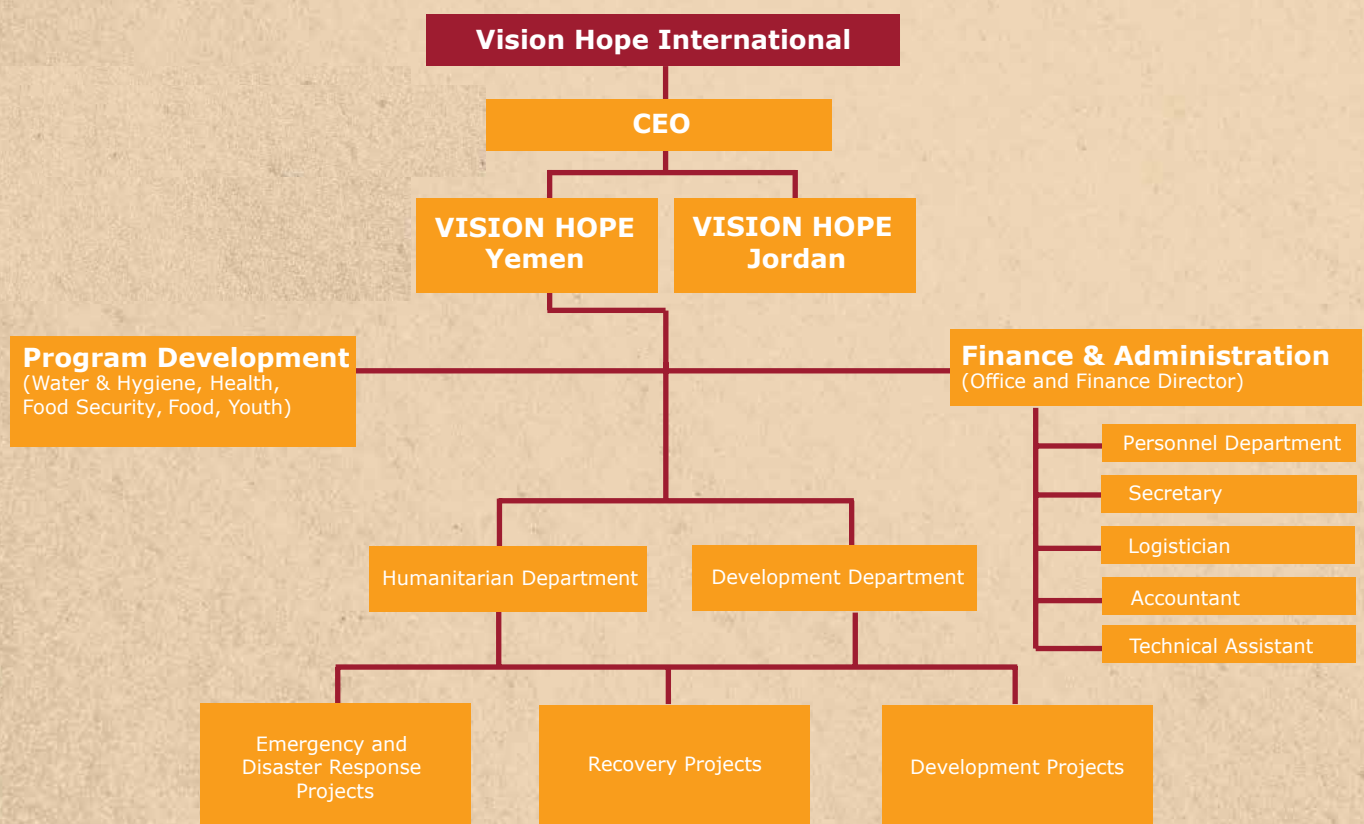 Vision Hope International
CEO
VISION HOPE
Yemen
VISION HOPE
Jordan
Program Development
(Water & Hygiene, Health,
Food Security, Food, Youth)
Finance & Administration
(Office and Finance Director)
Personnel Department
Secretary
Logistician
Accountant
Technical Assistant
Humanitarian Department
Development Department
Emergency and
Disaster Response
Projects
Recovery Projects
Development Projects